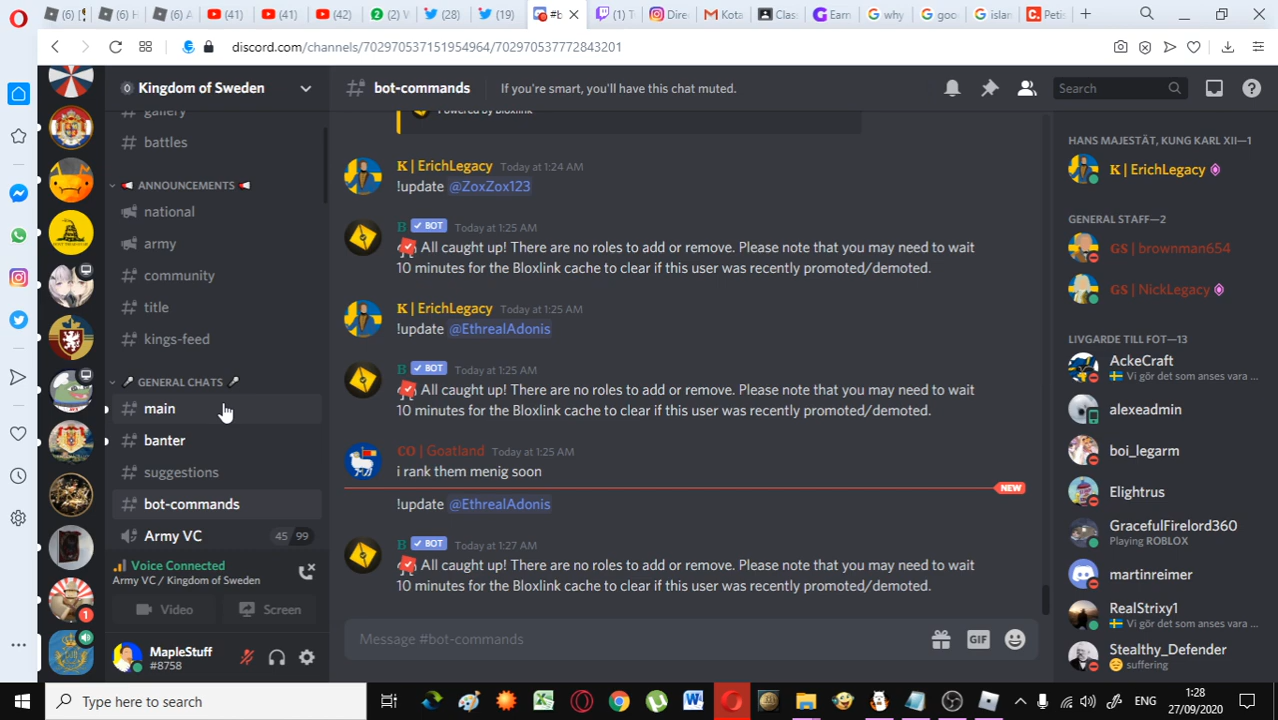 (41)
(41)
(42)
(28)
(19)
#b
Dire
Kota
Clas
Earn
why
goo
islan
Peti
discord.com/channels/702970537151954964/702970537772843201
Kingdom of Sweden
gallery
battles
ANNOUNCEMENTS
national
army
community
title
kings-feed
GENERAL CHATS
main
banter
suggestions
bot-commands
Army VC 45 99
Voice Connected
Army VC / Kingdom of Sweden
Video Screen
MapleStuff
#8758
1
bot-commands If you're smart, you'll have this chat muted.
Search
Powered by Bloxlink
K | ErichLegacy Today at 1:24 AM
!update @ZoxZox123
B BOT Today at 1:25 AM
All caught up! There are no roles to add or remove. Please note that you may need to wait
10 minutes for the Bloxlink cache to clear if this user was recently promoted/demoted.
K | ErichLegacy Today at 1:25 AM
!update @EthrealAdonis
B BOT Today at 1:25 AM
All caught up! There are no roles to add or remove. Please note that you may need to wait
10 minutes for the Bloxlink cache to clear if this user was recently promoted/demoted.
CO | Goatland Today at 1:25 AM
i rank them menig soon
NEW
!update @EthrealAdonis
B BOT Today at 1:27 AM
All caught up! There are no roles to add or remove. Please note that you may need to wait
10 minutes for the Bloxlink cache to clear if this user was recently promoted/demoted.
Message #bot-commands
GIF
HANS MAJESTÄT, KUNG KARL XII—1
K | ErichLegacy
GENERAL STAFF—2
GS | brownman654
GS | NickLegacy
LIVGARDE TILL FOT—13
AckeCraft
Vi gör det som anses vara ...
alexeadmin
boi_legarm
Elightrus
GracefulFirelord360
Playing ROBLOX
martinreimer
RealStrixy1
Vi gör det som anses vara ...
Stealthy_Defender
suffering
Type here to search
ENG
1:28
27/09/2020